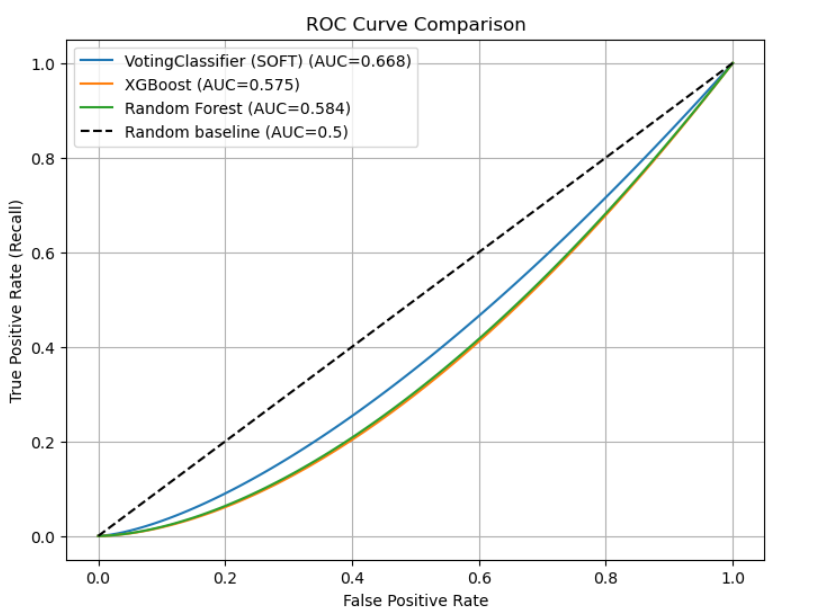 ROC Curve Comparison
VotingClassifier (SOFT) (AUC=0.668)
XGBoost (AUC=0.575)
Random Forest (AUC=0.584)
Random baseline (AUC=0.5)
True Positive Rate (Recall)
1.0
0.8
0.6
0.4
0.2
0.0
0.0 0.2 0.4 0.6 0.8 1.0
False Positive Rate